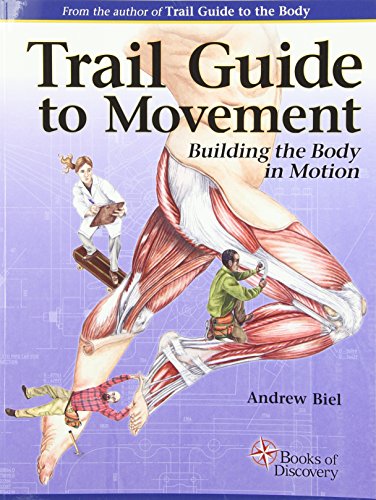 From the author of Trail Guide to the Body
Trail Guide
to Movement
Building the Body
in Motion
Andrew Biel
Books of
Discovery